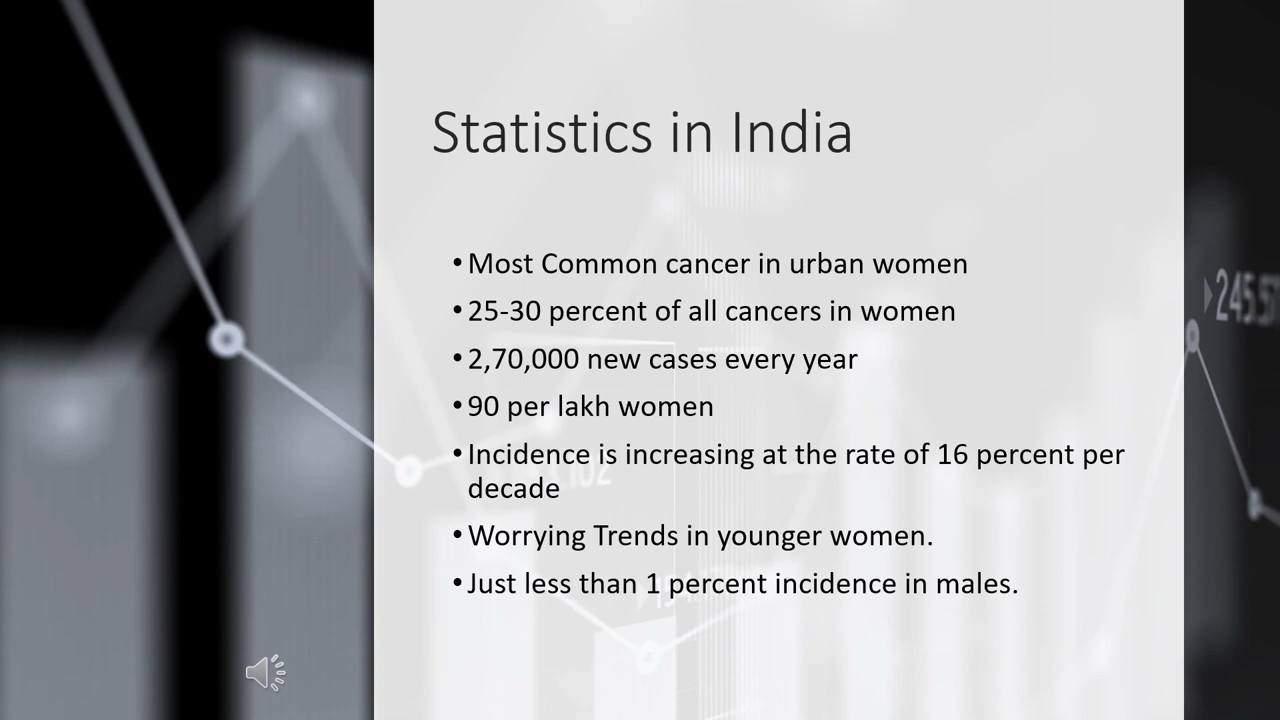 Statistics in India
• Most Common cancer in urban women
• 25-30 percent of all cancers in women
• 2,70,000 new cases every year
• 90 per lakh women
• Incidence is increasing at the rate of 16 percent per
decade
• Worrying Trends in younger women.
• Just less than 1 percent incidence in males.